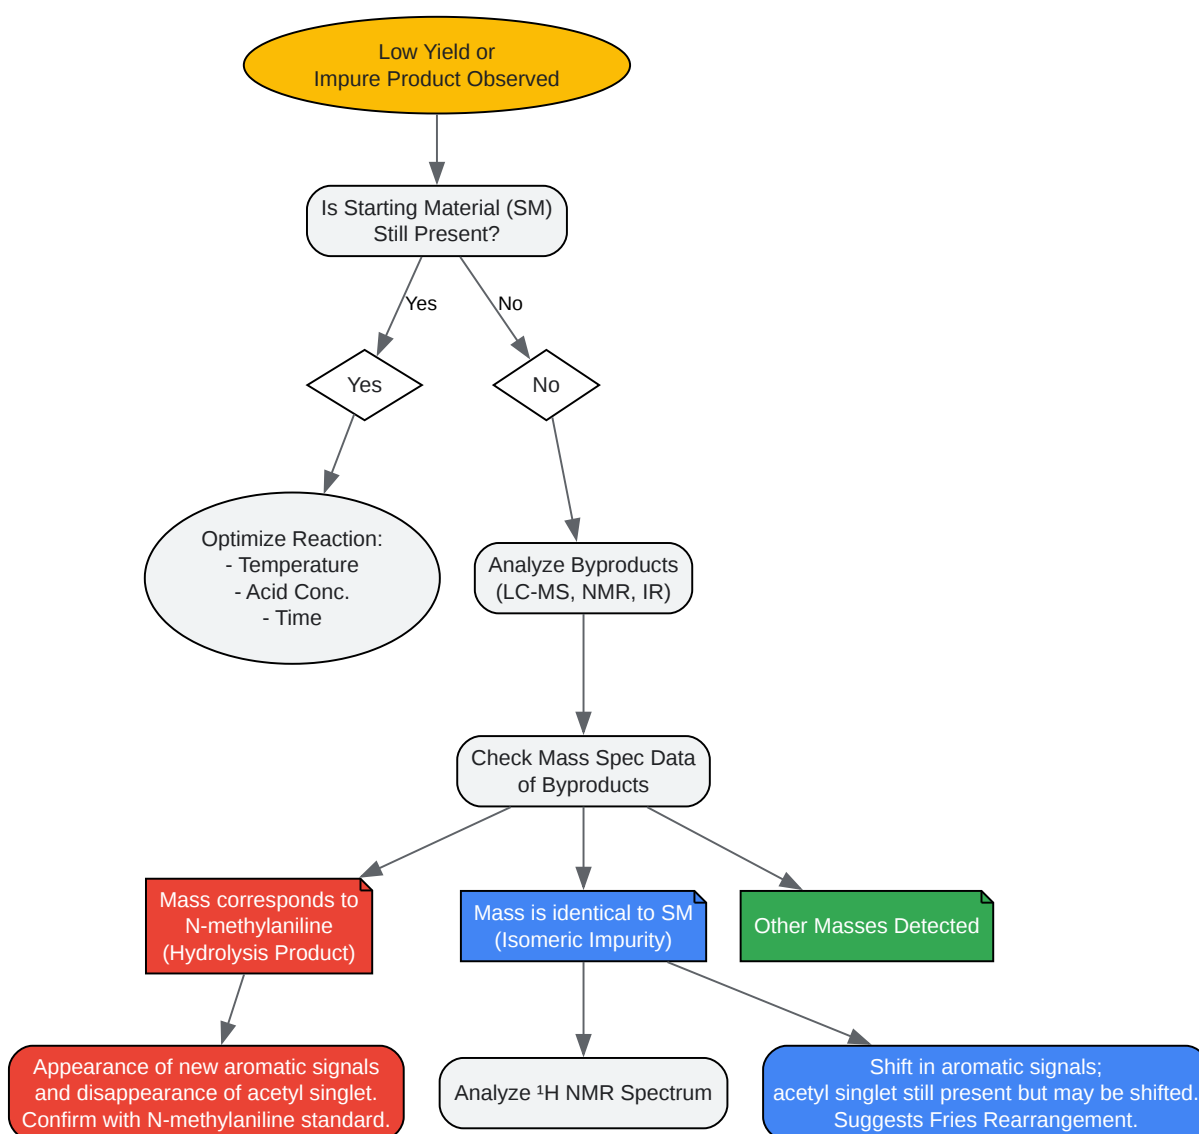 Low Yield or
Impure Product Observed
Is Starting Material (SM)
Still Present?
Yes
No
Yes
No
Optimize Reaction:
- Temperature
- Acid Conc.
- Time
Analyze Byproducts
(LC-MS, NMR, IR)
Check Mass Spec Data
of Byproducts
Mass corresponds to
N-methylaniline
(Hydrolysis Product)
Mass is identical to SM
(Isomeric Impurity)
Other Masses Detected
Appearance of new aromatic signals
and disappearance of acetyl singlet.
Confirm with N-methylaniline standard.
Analyze ¹H NMR Spectrum
Shift in aromatic signals;
acetyl singlet still present but may be shifted.
Suggests Fries Rearrangement.